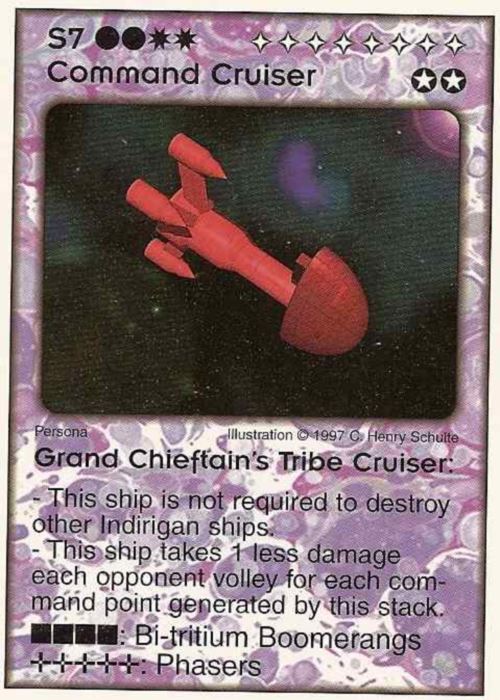 S7 ●●✷✷ ✧✧✧✧✧✧✧✧
Command Cruiser ✪✪
Persona Illustration © 1997 C. Henry Schulte
Grand Chieftain's Tribe Cruiser:
- This ship is not required to destroy
other Indirigan ships.
- This ship takes 1 less damage
each opponent volley for each com-
mand point generated by this stack.
■■■■: Bi-tritium Boomerangs
✢✢✢✢✢: Phasers